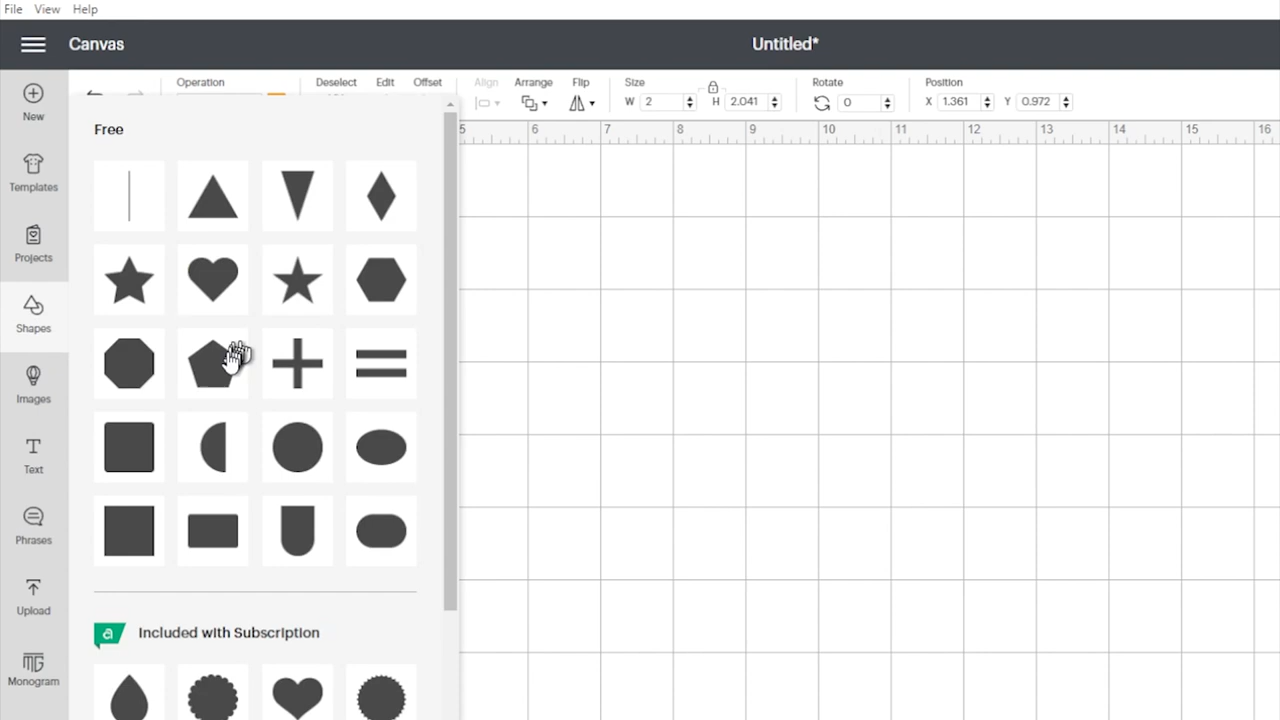 File View Help
Canvas
Untitled*
Operation Deselect Edit Offset Align Arrange Flip Size Rotate Position
W 2 H 2.041 0 X 1.361 Y 0.972
5 6 7 8 9 10 11 12 13 14 15 16
New
Templates
Projects
Shapes
Images
Text
Phrases
Upload
MG
Monogram
Free
a Included with Subscription